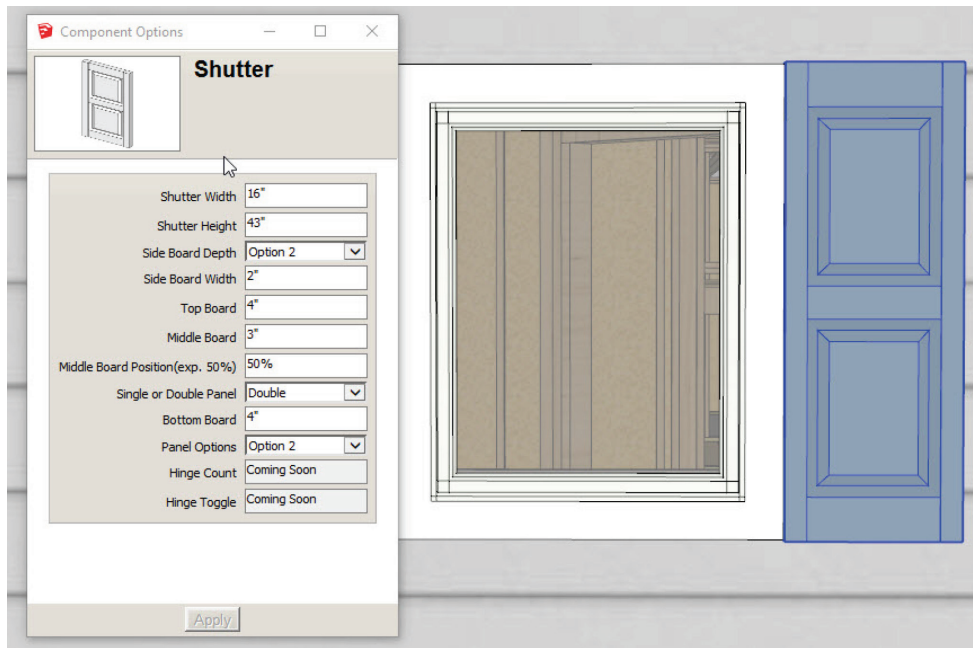 Component Options
Shutter
Shutter Width 16"
Shutter Height 43"
Side Board Depth Option 2
Side Board Width 2"
Top Board 4"
Middle Board 3"
Middle Board Position(exp. 50%) 50%
Single or Double Panel Double
Bottom Board 4"
Panel Options Option 2
Hinge Count Coming Soon
Hinge Toggle Coming Soon
Apply